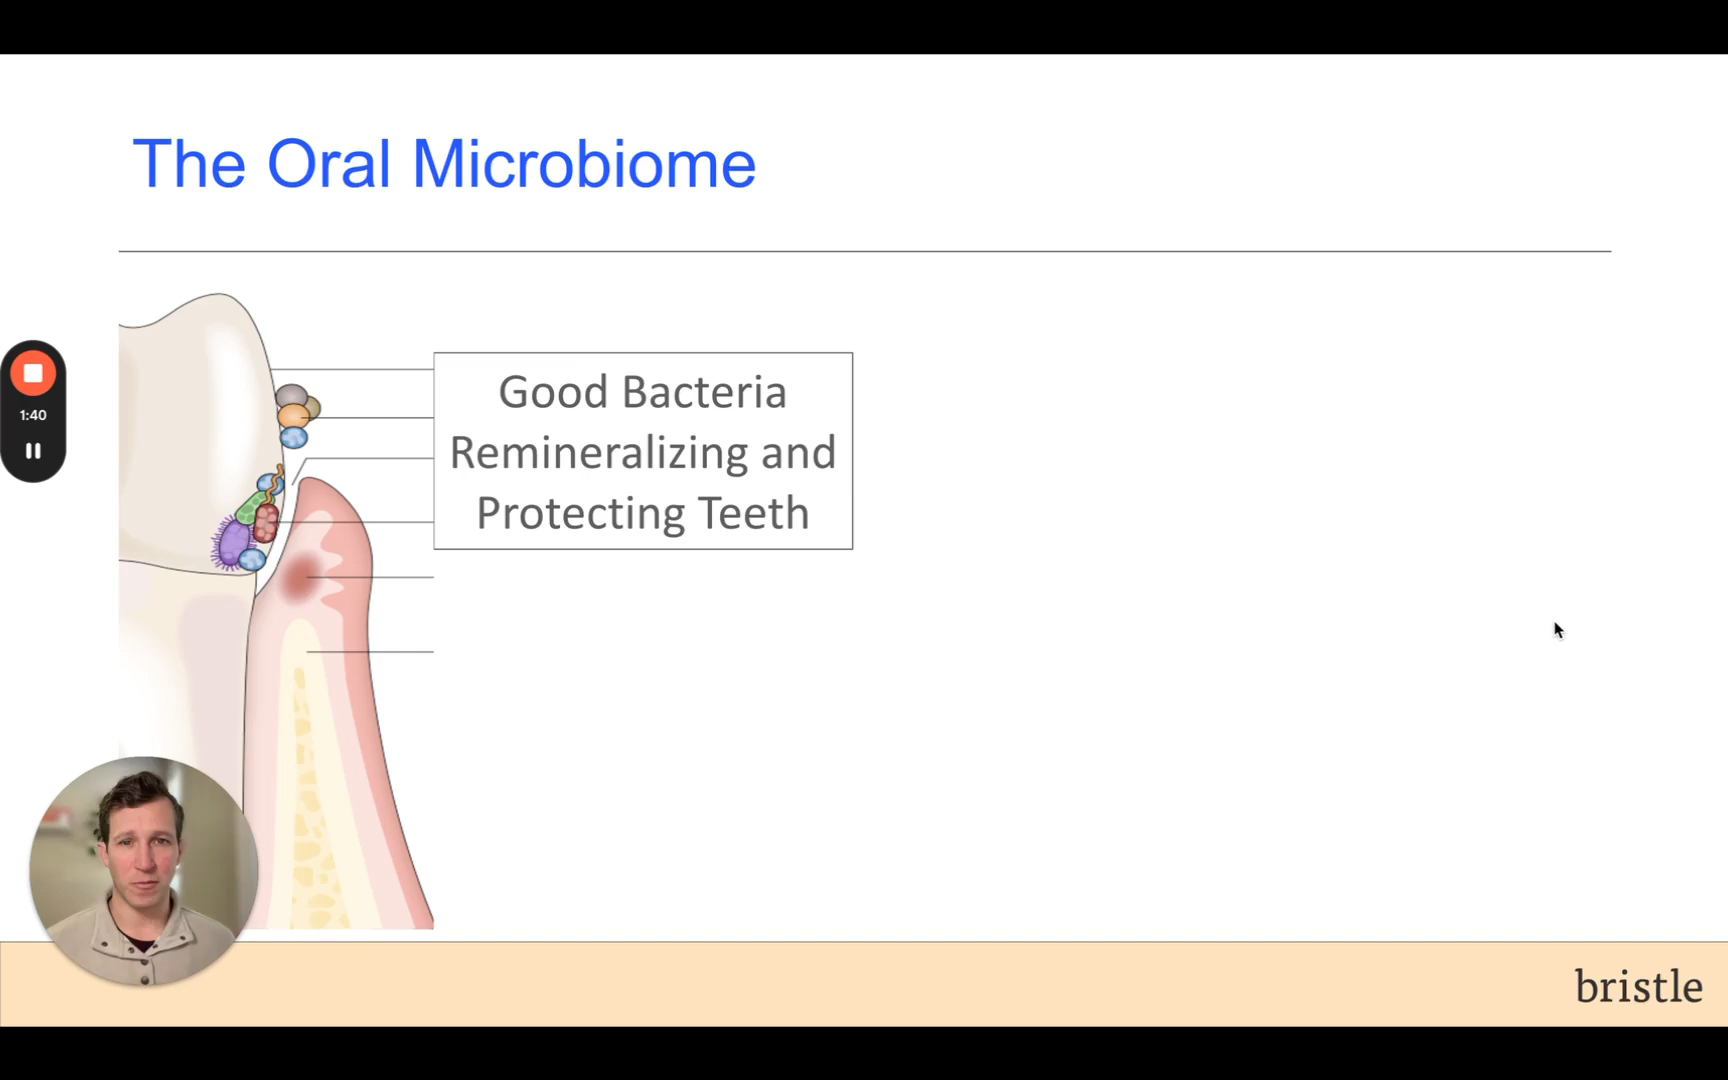 The Oral Microbiome
1:40
Good Bacteria
Remineralizing and
Protecting Teeth
bristle